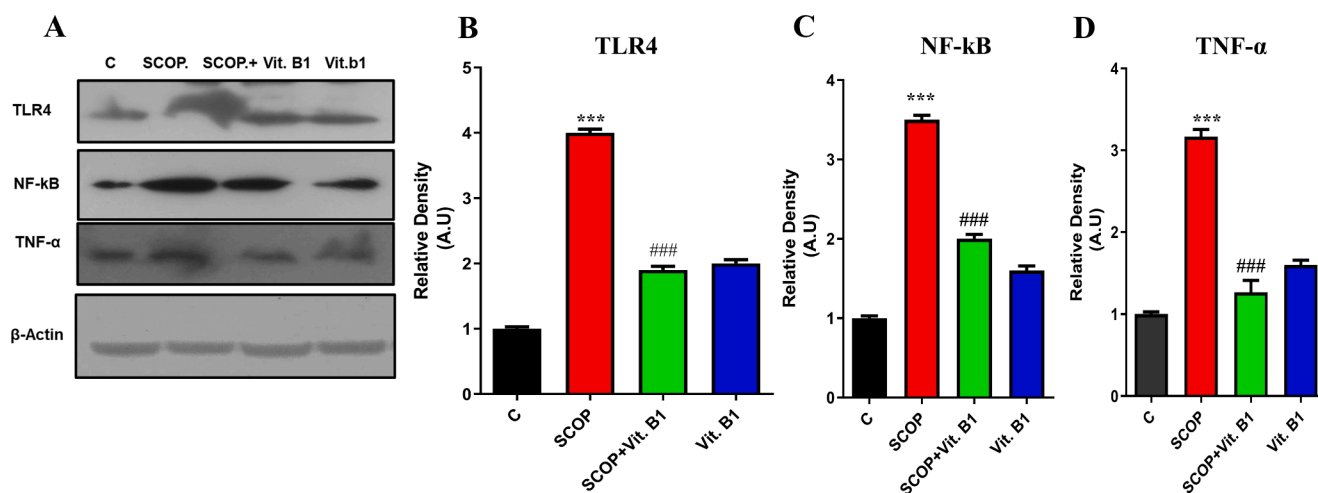 A
C SCOP. SCOP.+ Vit. B1 Vit.b1
TLR4
NF-kB
TNF-α
β-Actin
B
TLR4
Relative Density
(A.U)
5
4
3
2
1
0
***
###
C
SCOP
SCOP+Vit. B1
Vit. B1
C
NF-kB
Relative Density
(A.U)
4
3
2
1
0
***
###
C
SCOP
SCOP+Vit. B1
Vit. B1
D
TNF-α
Relative Density
(A.U)
4
3
2
1
0
***
###
C
SCOP
SCOP+Vit. B1
Vit. B1